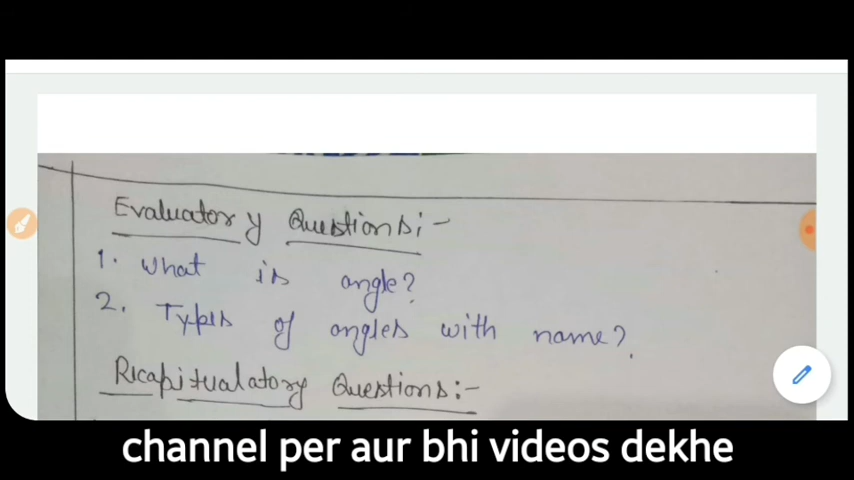 Evaluatory Questions:-
1. What is angle?
2. Types of angles with name?
Ricapitualatory Questions:-
channel per aur bhi videos dekhe